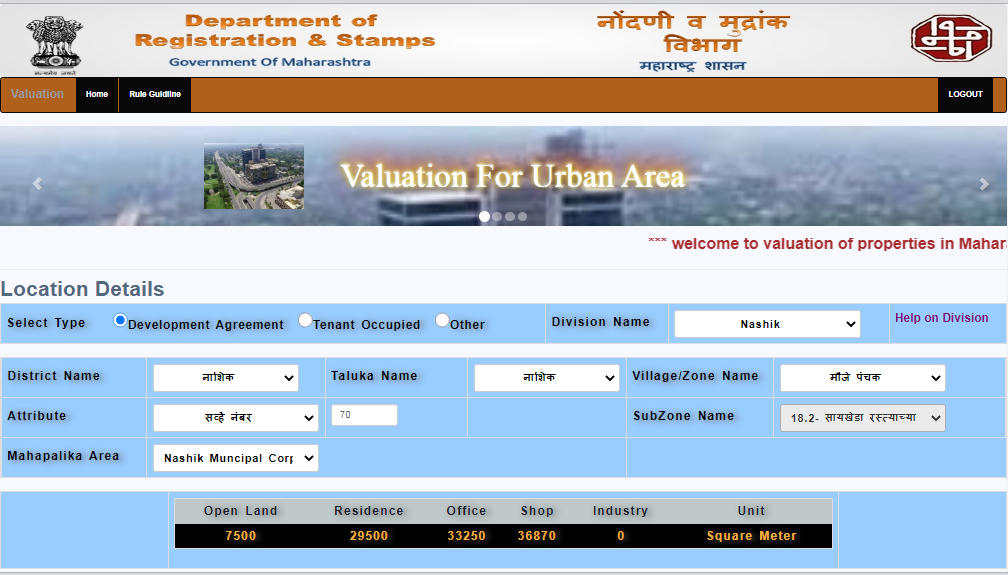 Department of
Registration & Stamps
Government Of Maharashtra
नोंदणी व मुद्रांक
विभाग
महाराष्ट्र शासन
सत्यमेव जयते
Valuation Home Rule Guidline LOGOUT
Valuation For Urban Area
*** welcome to valuation of properties in Mahar
Location Details
Select Type Development Agreement Tenant Occupied Other Division Name Nashik Help on Division
District Name नाशिक Taluka Name नाशिक Village/Zone Name मौजे पंचक
Attribute सर्व्हे नंबर 70 SubZone Name 18.2- सायखेडा रस्त्याच्या
Mahapalika Area Nashik Muncipal Corp
Open Land Residence Office Shop Industry Unit
7500 29500 33250 36870 0 Square Meter